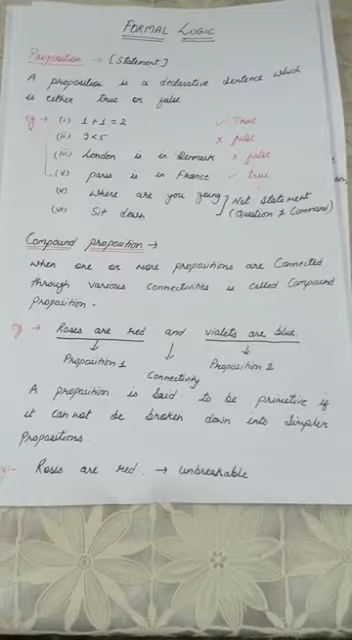 FORMAL LOGIC
Proposition → [Statement]
A proposition is a declarative sentence which
is either true or false
eg → (i) 1 + 1 = 2 ✓ True
(ii) 9 < 5 × false
(iii) London is in Denmark × false
(v) paris is in France ✓ true
(v) where are you going ] Not Statement
(vi) Sit down (Question & Command)
Compound proposition →
when one or more propositions are Connected
through various connectivities is called Compound
proposition.
eg → Roses are red and vialets are blue.
↓ ↓ ↓
Proposition 1 Proposition 2
Connectivity
A proposition is said to be primitive if
it can not be broken down into simpler
Propositions.
Roses are red. → unbreakable